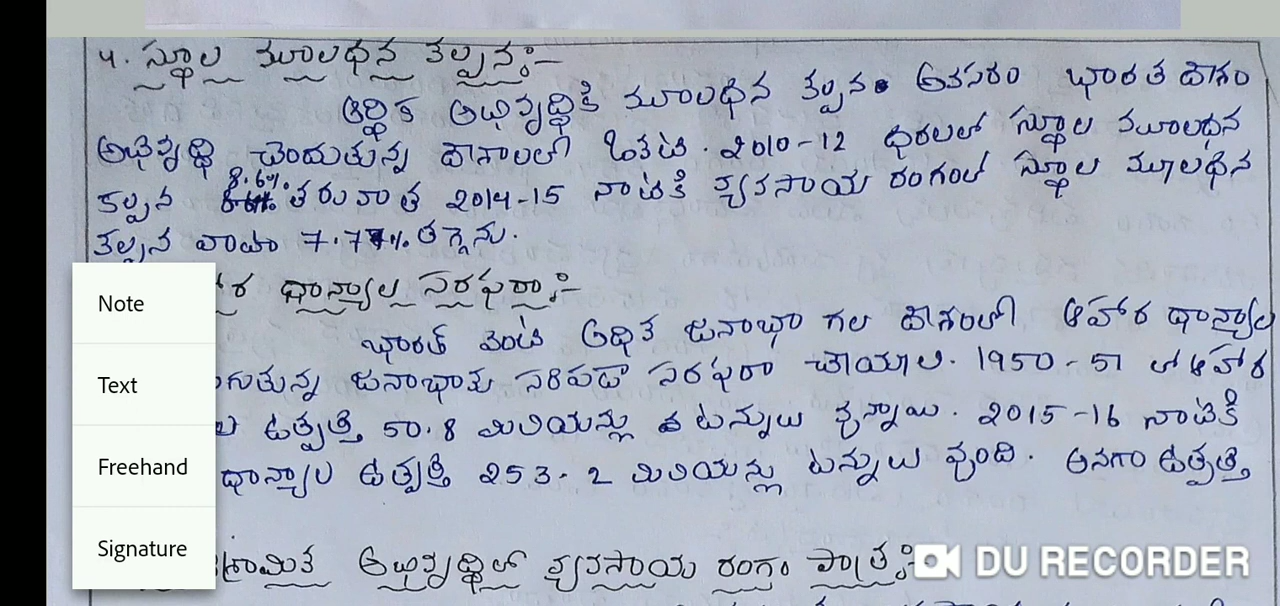 4. స్థూల మూలధన కల్పన :-
ఆర్థిక అభివృద్ధికి మూలధన కల్పన అవసరం భారత దేశం
అభివృద్ధి చెందుతున్న దేశాలలో ఒకటి. 2010-12 ధరలలో స్థూల మూలధన
కల్పన 8.6% తరువాత 2014-15 నాటికి వ్యవసాయ రంగంలో స్థూల మూలధన
కల్పన వాటా 7.7% తగ్గెను.
Note
ర ధాన్యాల సరఫరా :-
భారత్ వంటి అధిక జనాభా గల దేశంలో ఆహార ధాన్యాల
Text
గుతున్న జనాభాకు సరిపడా సరఫరా చేయాలి. 1950-51 లో ఆహార
ల ఉత్పత్తి 50.8 మిలియన్లు టన్నులు వున్నాయి. 2015-16 నాటికి
Freehand
ధాన్యాల ఉత్పత్తి 253.2 మిలియన్లు టన్నులు వుంది. అనగా ఉత్పత్తి
Signature
శ్రామిక అభివృద్ధిలో వ్యవసాయ రంగం పాత్ర :-
DU RECORDER